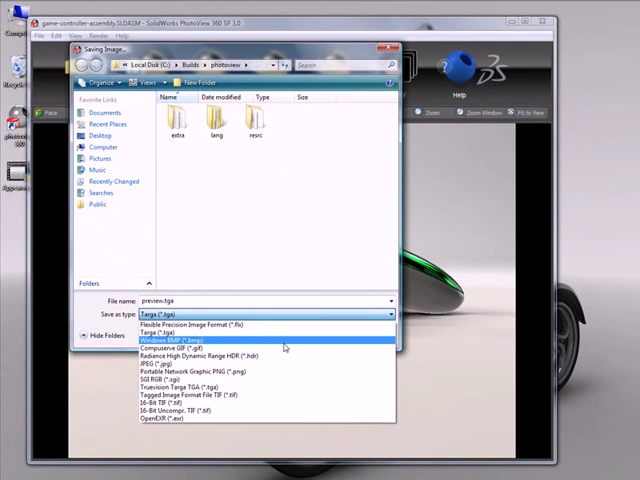 game-controller-assembly.SLDASM - SolidWorks PhotoView 360 SP 3.0
File Edit View Render Help
Saving Image...
Local Disk (C:) Builds photoview ... Search
Organize Views New Folder
Favorite Links
Documents
Recent Places
Desktop
Computer
Pictures
Music
Recently Changed
Searches
Public
Folders
Name Date modified Type Size
extra lang resrc
File name: preview.tga
Save as type: Targa (*.tga)
Hide Folders
Flexible Precision Image Format (*.flx)
Targa (*.tga)
Windows BMP (*.bmp)
Compuserve GIF (*.gif)
Radiance High Dynamic Range HDR (*.hdr)
JPEG (*.jpg)
Portable Network Graphic PNG (*.png)
SGI RGB (*.sgi)
Truevision Targa TGA (*.tga)
Tagged Image Format File TIF (*.tif)
16-Bit TIF (*.tif)
16-Bit Uncompr. TIF (*.tif)
OpenEXR (*.exr)
Help
Face Zoom Zoom Window Fit to View
Recycle
photovie
360